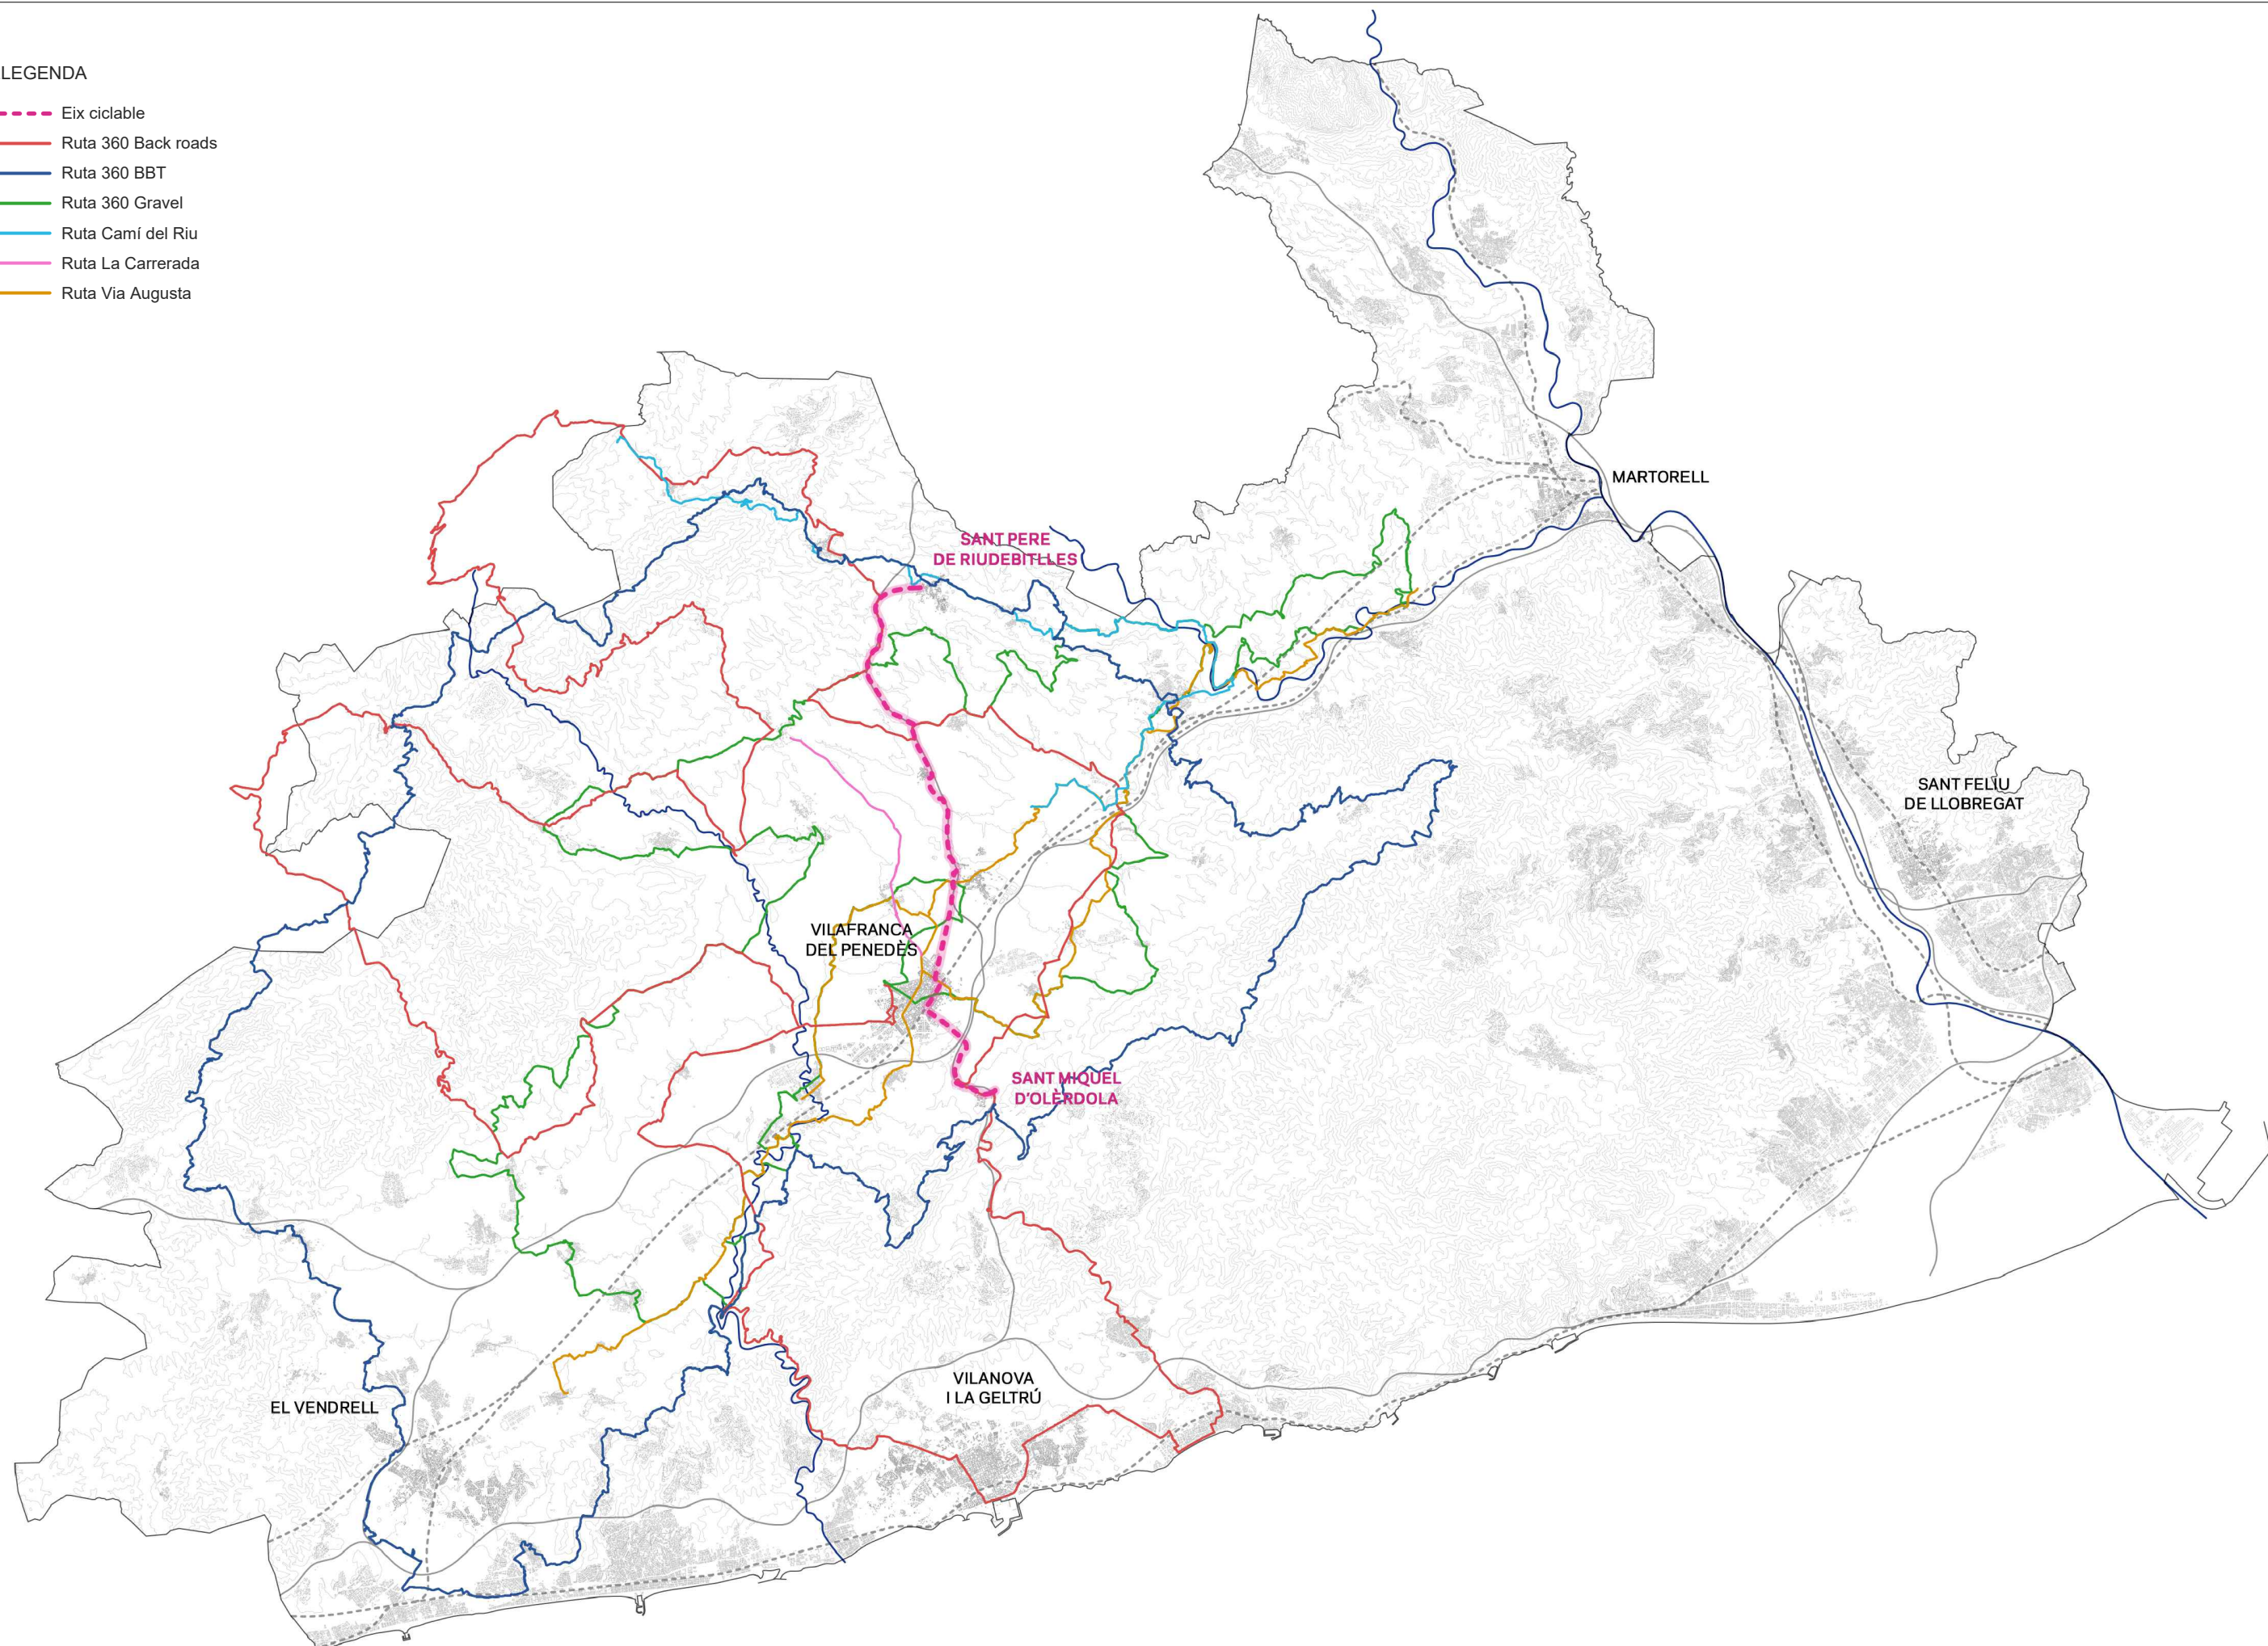 LEGENDA
Eix ciclable
Ruta 360 Back roads
Ruta 360 BBT
Ruta 360 Gravel
Ruta Camí del Riu
Ruta La Carrerada
Ruta Via Augusta
MARTORELL
SANT PERE
DE RIUDEBITLLES
SANT FELIU
DE LLOBREGAT
VILAFRANCA
DEL PENEDÈS
SANT MIQUEL
D'OLÈRDOLA
VILANOVA
I LA GELTRÚ
EL VENDRELL